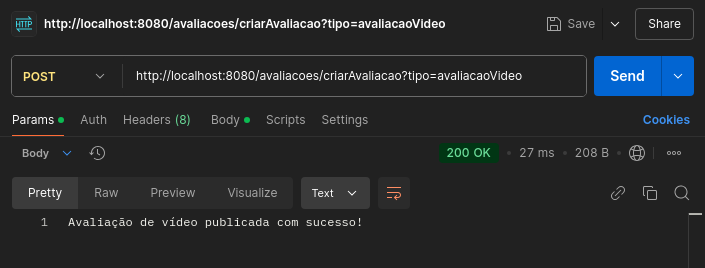 HTTP http://localhost:8080/avaliacoes/criarAvaliacao?tipo=avaliacaoVideo Save Share
POST http://localhost:8080/avaliacoes/criarAvaliacao?tipo=avaliacaoVideo Send
Params Auth Headers (8) Body Scripts Settings Cookies
Body 200 OK 27 ms 208 B
Pretty Raw Preview Visualize Text
1 Avaliação de vídeo publicada com sucesso!